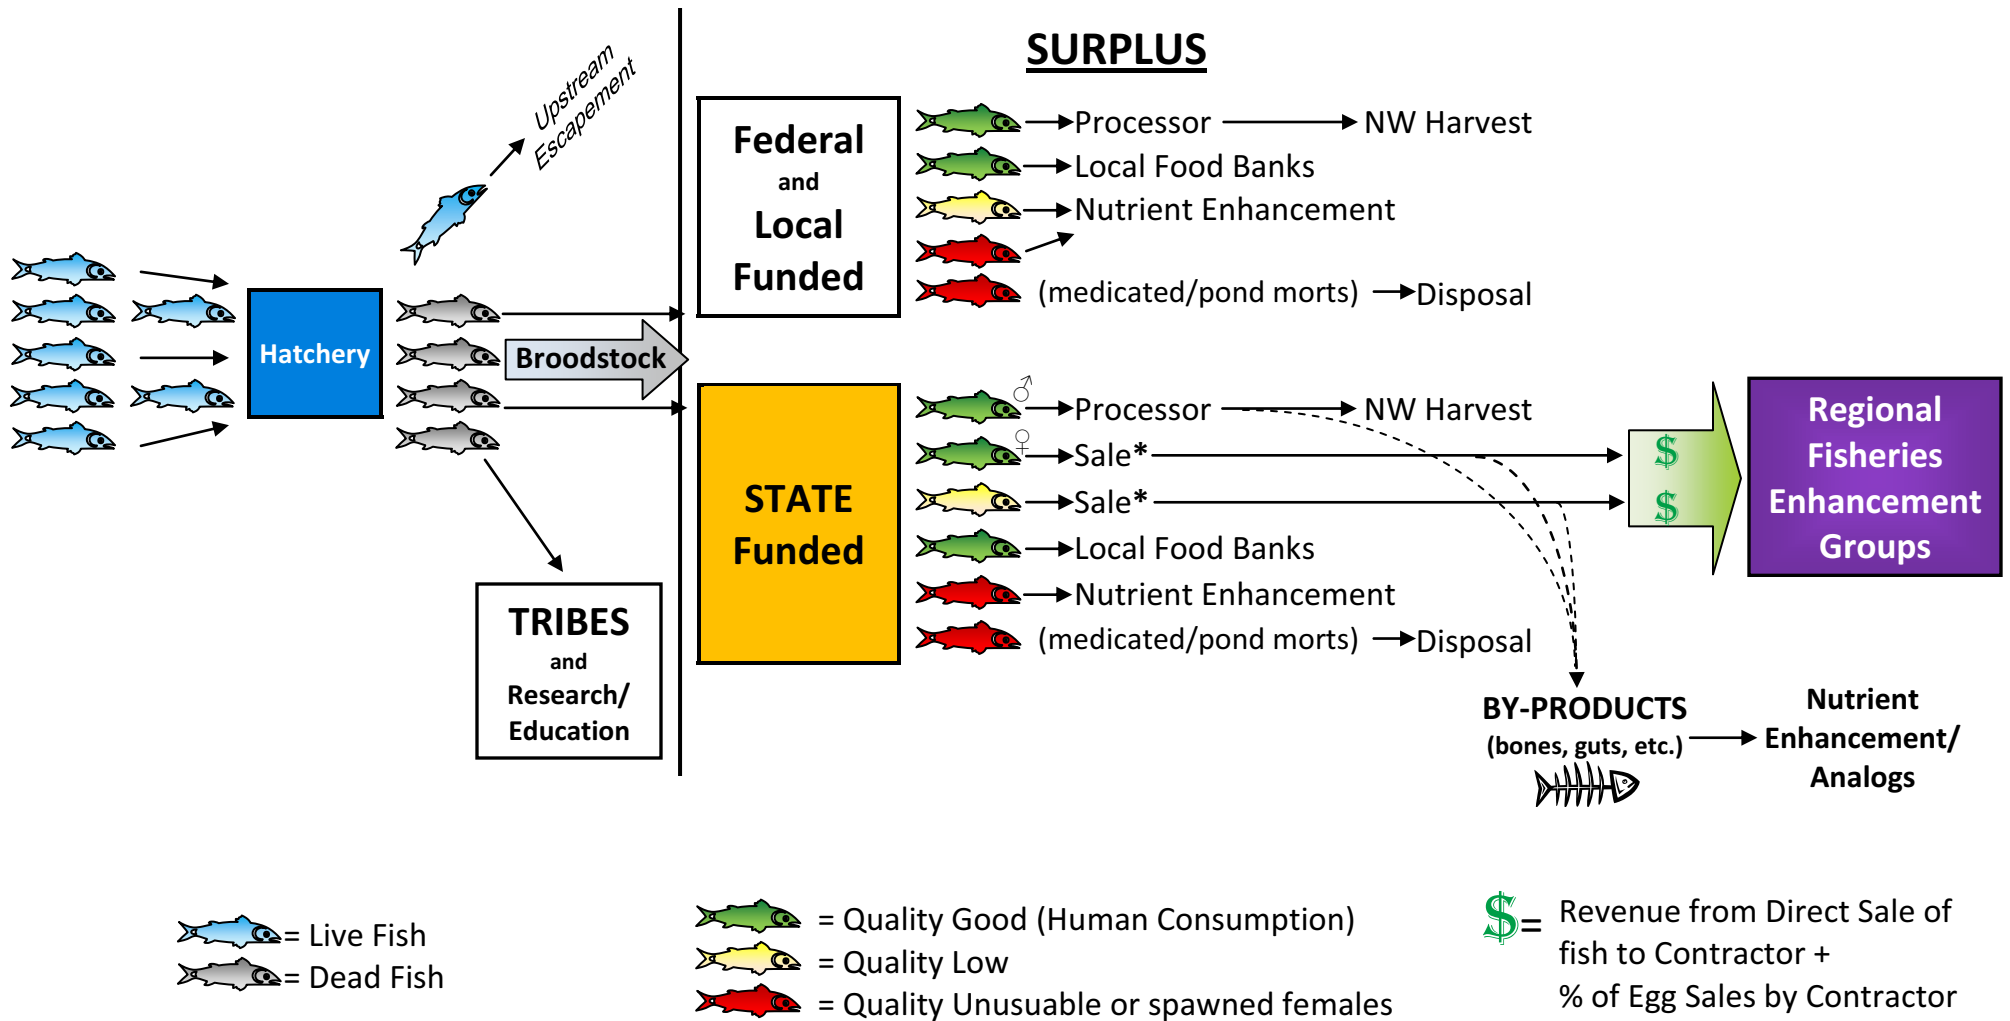 SURPLUS
Upstream
Escapement
Hatchery
Broodstock
TRIBES
and
Research/
Education
Federal
and
Local
Funded
Processor NW Harvest
Local Food Banks
Nutrient Enhancement
(medicated/pond morts) Disposal
STATE
Funded
♂
Processor NW Harvest
♀
Sale* $
Sale* $
Local Food Banks
Nutrient Enhancement
(medicated/pond morts) Disposal
Regional
Fisheries
Enhancement
Groups
BY-PRODUCTS
(bones, guts, etc.)
Nutrient
Enhancement/
Analogs
= Live Fish
= Dead Fish
= Quality Good (Human Consumption)
= Quality Low
= Quality Unusuable or spawned females
$= Revenue from Direct Sale of
fish to Contractor +
% of Egg Sales by Contractor